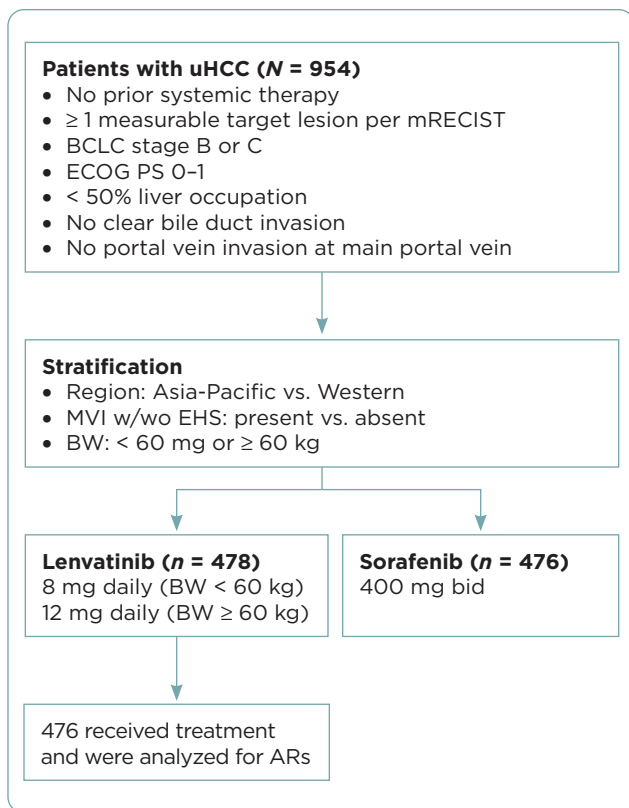 Patients with uHCC (N = 954)
• No prior systemic therapy
• ≥ 1 measurable target lesion per mRECIST
• BCLC stage B or C
• ECOG PS 0–1
• < 50% liver occupation
• No clear bile duct invasion
• No portal vein invasion at main portal vein
Stratification
• Region: Asia-Pacific vs. Western
• MVI w/wo EHS: present vs. absent
• BW: < 60 mg or ≥ 60 kg
Lenvatinib (n = 478)
8 mg daily (BW < 60 kg)
12 mg daily (BW ≥ 60 kg)
Sorafenib (n = 476)
400 mg bid
476 received treatment
and were analyzed for ARs